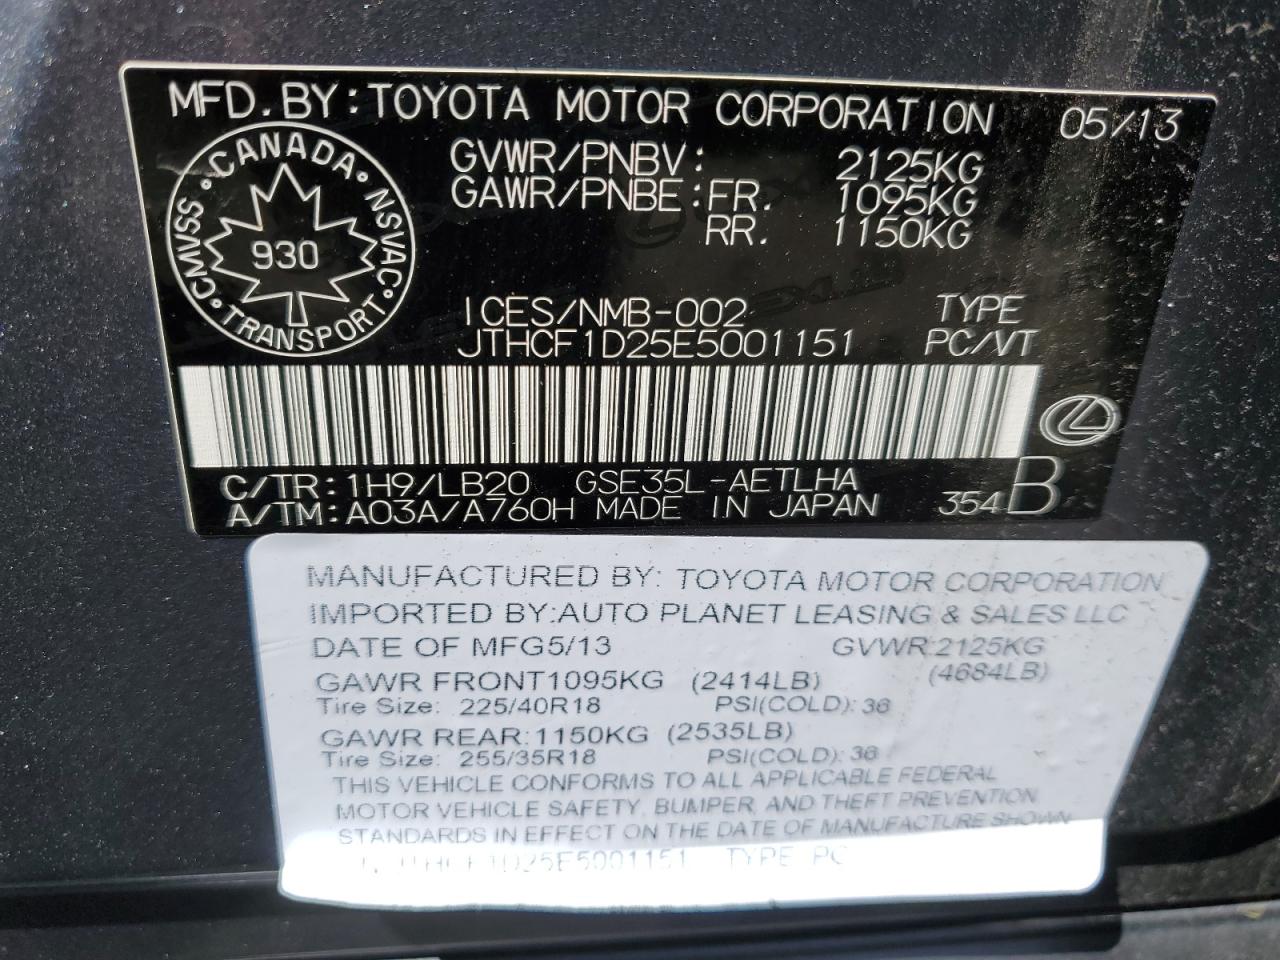 MFD.BY:TOYOTA MOTOR CORPORATION 05/13
CANADA • NSVAC • TRANSPORT • CNMSS •
930
GVWR/PNBV: 2125KG
GAWR/PNBE:FR. 1095KG
RR. 1150KG
ICES/NMB-002 TYPE
JTHCF1D25E5001151 PC/VT
C/TR:1H9/LB20 GSE35L-AETLHA
A/TM:A03A/A760H MADE IN JAPAN 354 B
MANUFACTURED BY: TOYOTA MOTOR CORPORATION
IMPORTED BY:AUTO PLANET LEASING & SALES LLC
DATE OF MFG5/13 GVWR:2125KG
(4684LB)
GAWR FRONT1095KG (2414LB)
Tire Size: 225/40R18 PSI(COLD): 36
GAWR REAR:1150KG (2535LB)
Tire Size: 255/35R18 PSI(COLD): 36
THIS VEHICLE CONFORMS TO ALL APPLICABLE FEDERAL
MOTOR VEHICLE SAFETY, BUMPER, AND THEFT PREVENTION
STANDARDS IN EFFECT ON THE DATE OF MANUFACTURE SHOWN
JTHCF1D25E5001151 TYPE PC